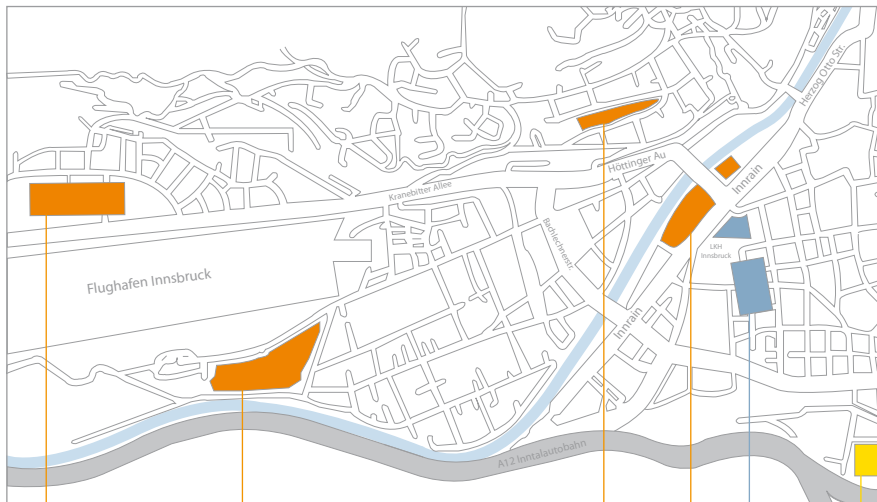 Herzog Otto Str.
Höttinger Au
Innrain
Kranebitter Allee
Bachlechnerstr.
LKH
Innsbruck
Flughafen Innsbruck
Innrain
A12 Inntalautobahn